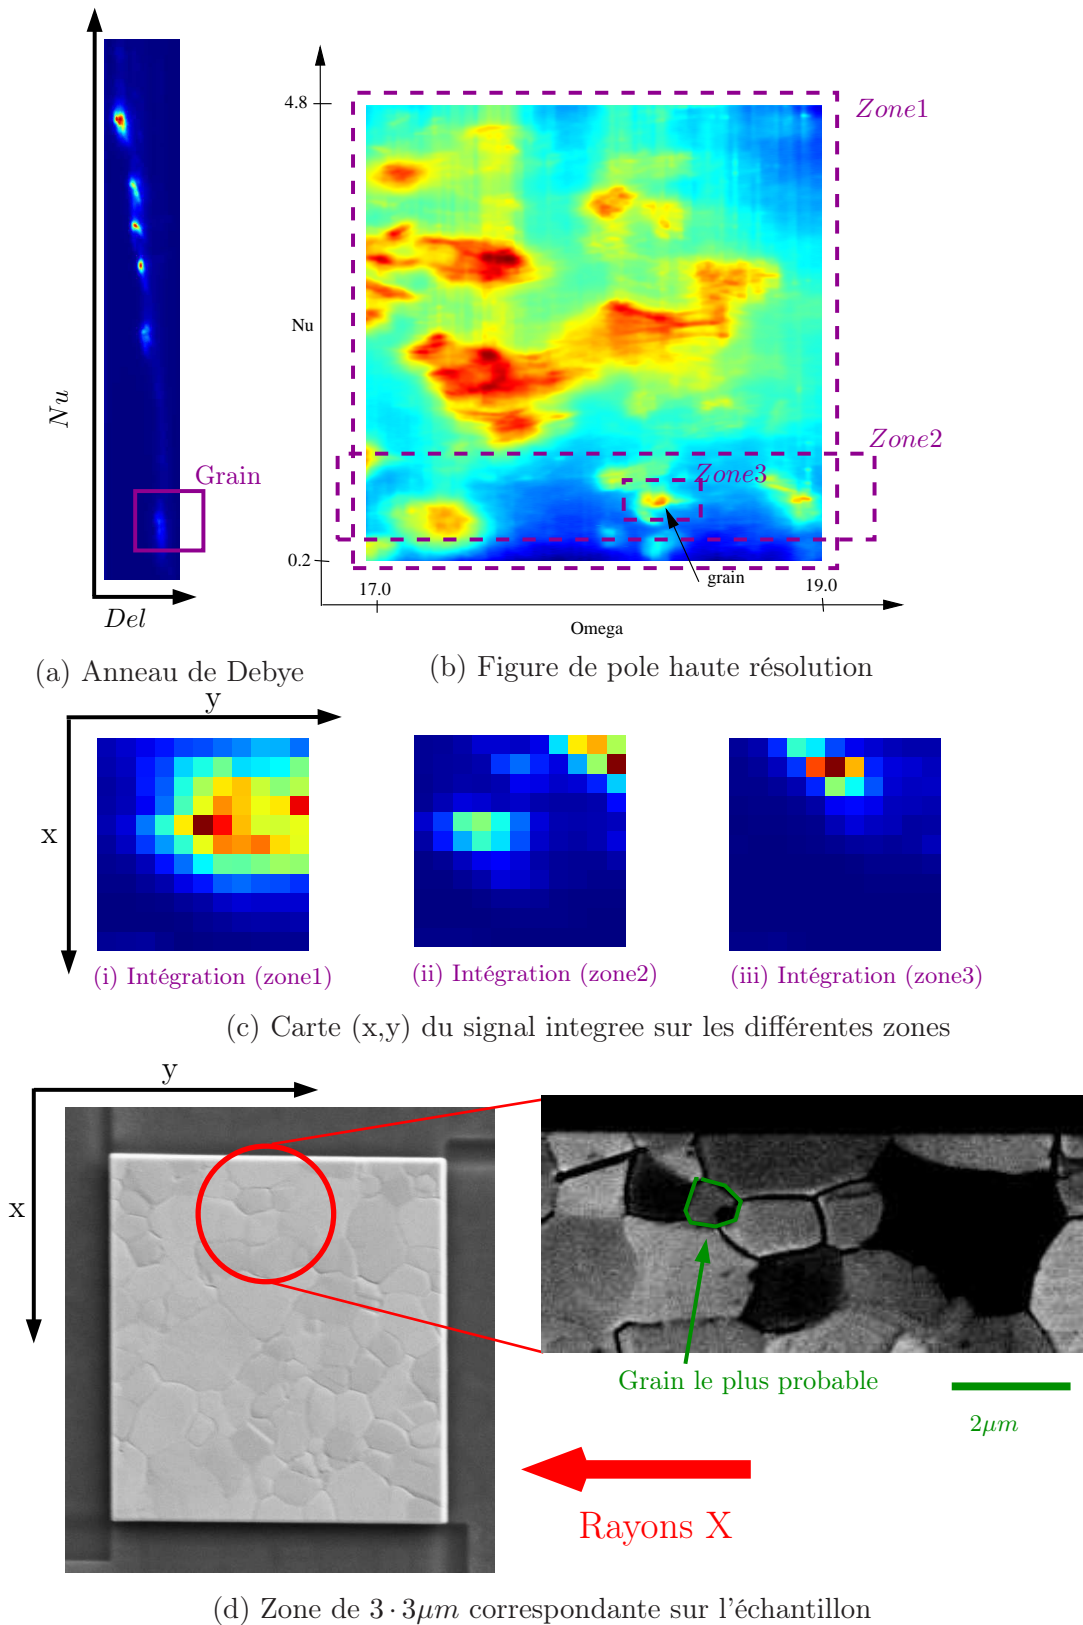 4.8
Zone1
Nu
Nu
Zone2
Grain
Zone3
0.2
grain
17.0
19.0
Del
Omega
(a) Anneau de Debye
(b) Figure de pole haute résolution
y
x
(i) Intégration (zone1)
(ii) Intégration (zone2)
(iii) Intégration (zone3)
(c) Carte (x,y) du signal integree sur les différentes zones
y
x
Grain le plus probable
2µm
Rayons X
(d) Zone de 3 · 3µm correspondante sur l'échantillon